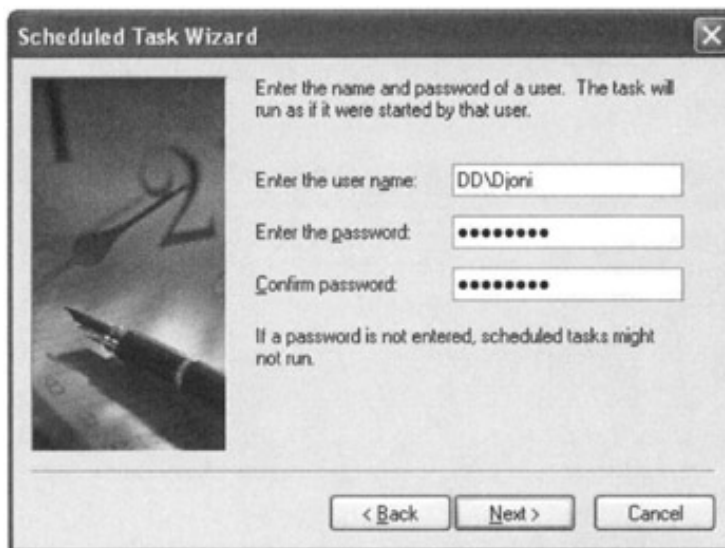 Scheduled Task Wizard
Enter the name and password of a user. The task will
run as if it were started by that user.
Enter the user name: DD\Djoni
Enter the password: ●●●●●●●●
Confirm password: ●●●●●●●●
If a password is not entered, scheduled tasks might
not run.
< Back Next > Cancel